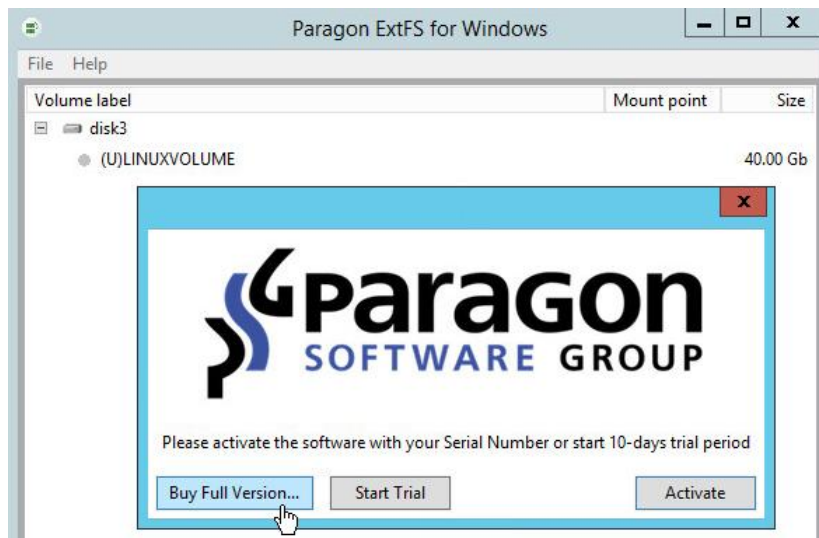 Paragon ExtFS for Windows
File Help
Volume label Mount point Size
disk3
(U)LINUXVOLUME 40.00 Gb
paragon
SOFTWARE GROUP
Please activate the software with your Serial Number or start 10-days trial period
Buy Full Version... Start Trial Activate